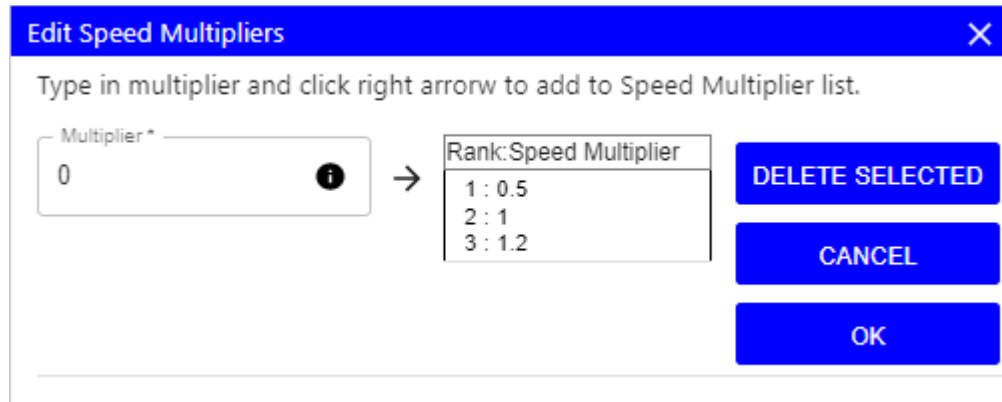 Edit Speed Multipliers
Type in multiplier and click right arrorw to add to Speed Multiplier list.
Multiplier *
0
Rank:Speed Multiplier
1 : 0.5
2 : 1
3 : 1.2
DELETE SELECTED
CANCEL
OK